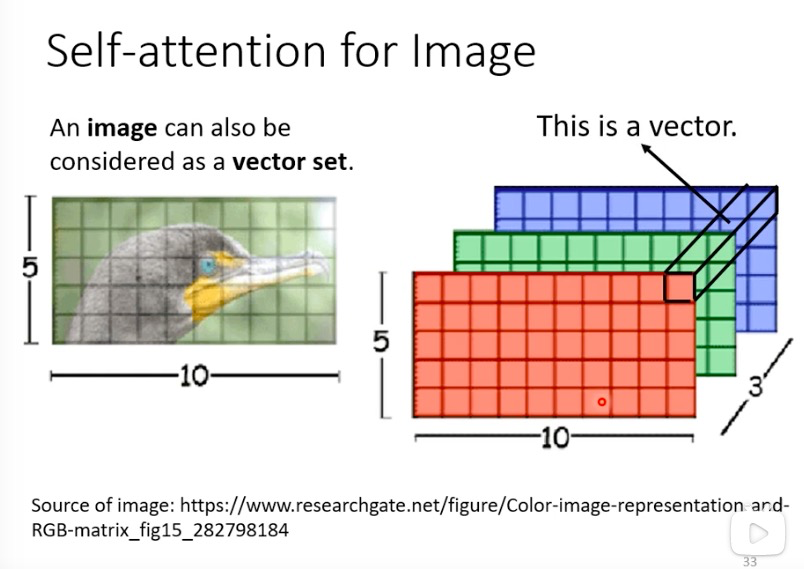 Self-attention for Image
An image can also be
considered as a vector set.
This is a vector.
5
10
5
10
3
Source of image: https://www.researchgate.net/figure/Color-image-representation-and-
RGB-matrix_fig15_282798184
33